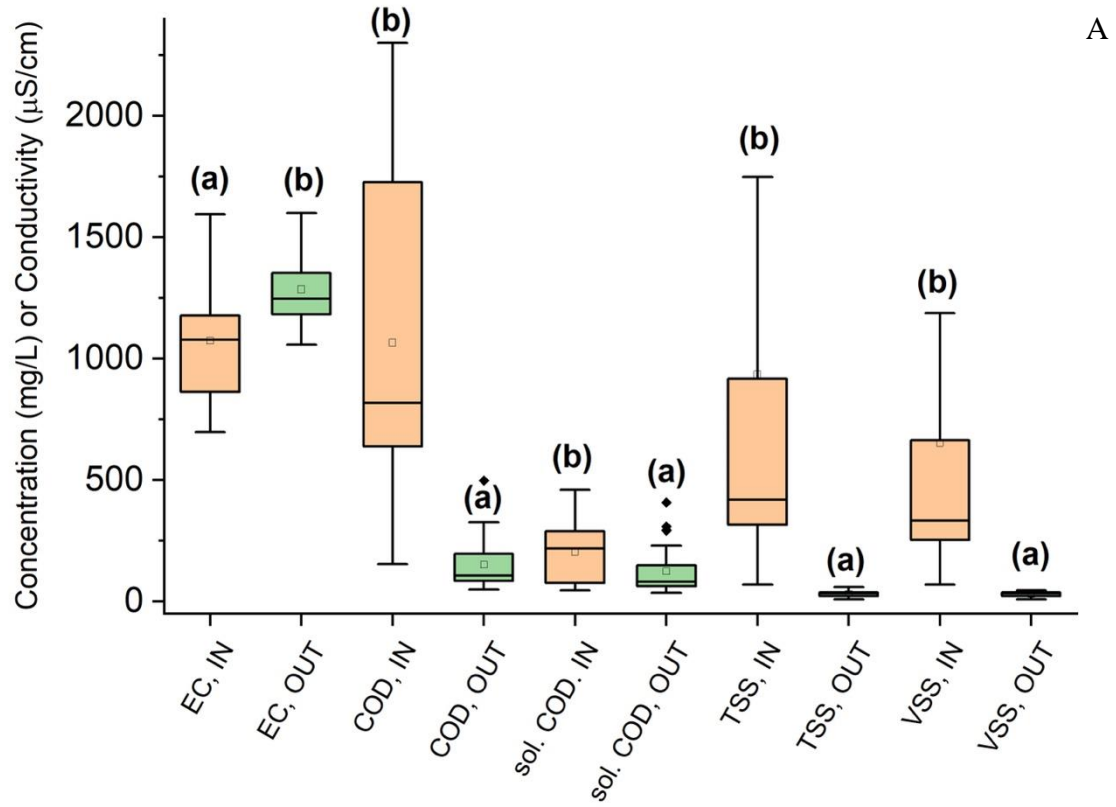 A
Concentration (mg/L) or Conductivity (µS/cm)
2000
1500
1000
500
0
(a)
(b)
(b)
(a)
(b)
(a)
(b)
(a)
(b)
(a)
EC, IN
EC, OUT
COD, IN
COD, OUT
sol. COD. IN
sol. COD, OUT
TSS, IN
TSS, OUT
VSS, IN
VSS, OUT